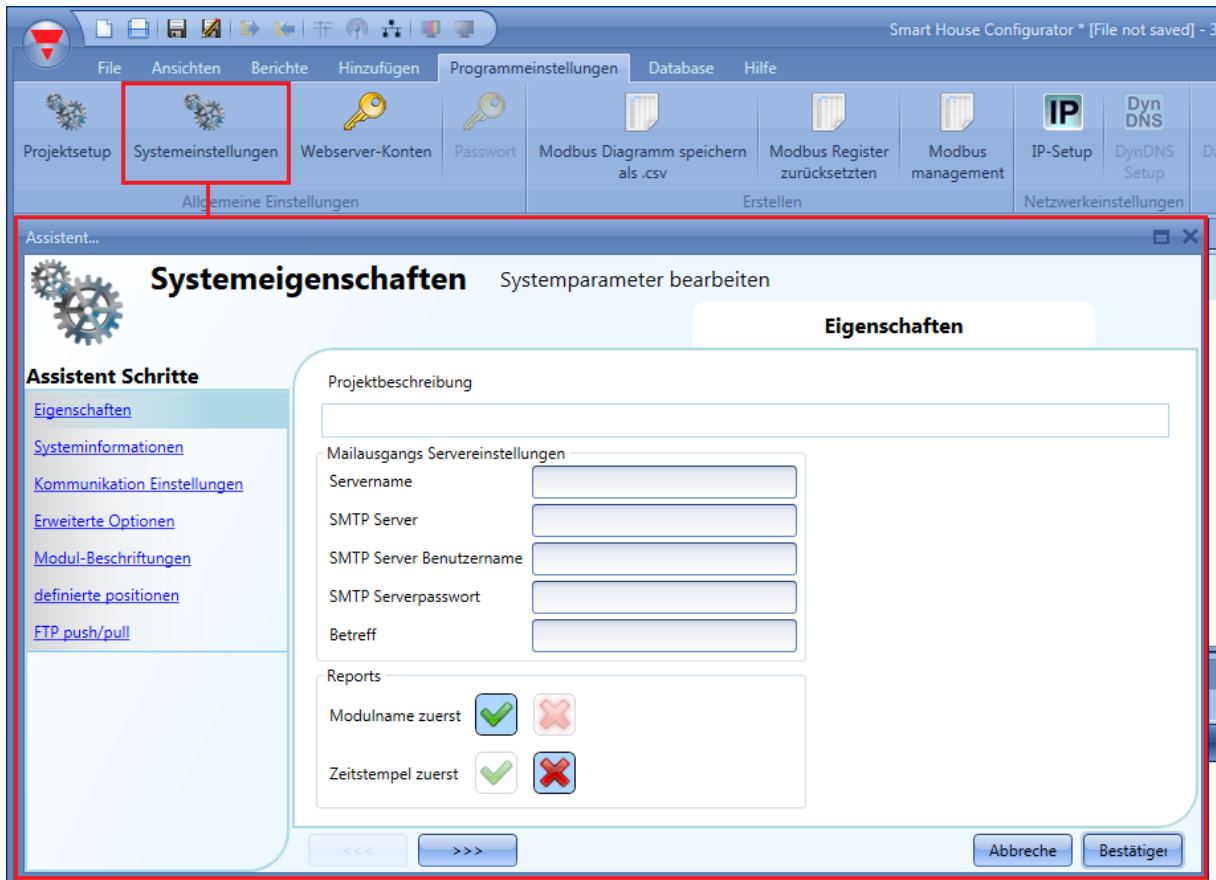 Smart House Configurator * [File not saved] - 3
File Ansichten Berichte Hinzufügen Programmeinstellungen Database Hilfe
IP Dyn
DNS
Projektsetup Systemeinstellungen Webserver-Konten Passwort Modbus Diagramm speichern
als .csv Modbus Register
zurücksetzten Modbus
management IP-Setup DynDNS
Setup Da
Allgemeine Einstellungen Erstellen Netzwerkeinstellungen
Assistent...
Systemeigenschaften Systemparameter bearbeiten
Eigenschaften
Assistent Schritte
Eigenschaften
Systeminformationen
Kommunikation Einstellungen
Erweiterte Optionen
Modul-Beschriftungen
definierte positionen
FTP push/pull
Projektbeschreibung
Mailausgangs Servereinstellungen
Servername
SMTP Server
SMTP Server Benutzername
SMTP Serverpasswort
Betreff
Reports
Modulname zuerst
Zeitstempel zuerst
<<< >>> Abbreche Bestätiger